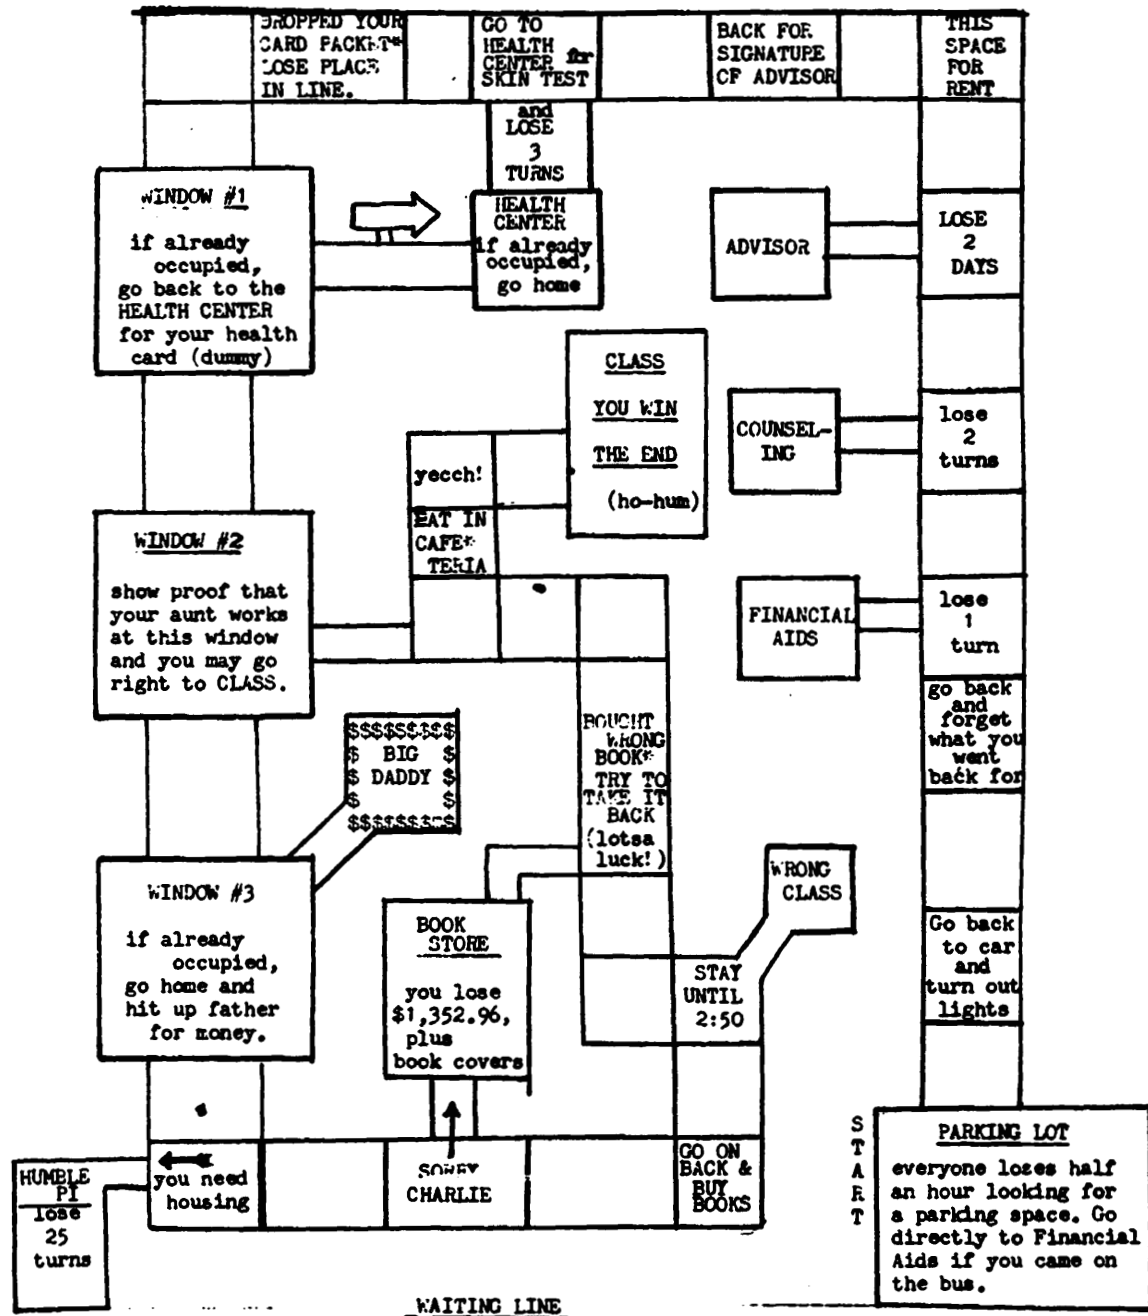 DROPPED YOUR
CARD PACKET*
LOSE PLACE
IN LINE.
GO TO
HEALTH
CENTER for
SKIN TEST
BACK FOR
SIGNATURE
OF ADVISOR
THIS
SPACE
FOR
RENT
and
LOSE
3
TURNS
WINDOW #1
if already
occupied,
go back to the
HEALTH CENTER
for your health
card (dummy)
HEALTH
CENTER
if already
occupied,
go home
ADVISOR
LOSE
2
DAYS
CLASS
YOU WIN
THE END
(ho-hum)
COUNSEL-
ING
lose
2
turns
yecch!
EAT IN
CAFE*
TERIA
WINDOW #2
show proof that
your aunt works
at this window
and you may go
right to CLASS.
FINANCIAL
AIDS
lose
1
turn
go back
and
forget
what you
went
back for
$$$$$$$$$
$ BIG $
$ DADDY $
$ $
$$$$$$$$$
BOUGHT
WRONG
BOOK*
TRY TO
TAKE IT
BACK
(lotsa
luck!)
WINDOW #3
if already
occupied,
go home and
hit up father
for money.
BOOK
STORE
you lose
$1,352.96,
plus
book covers
WRONG
CLASS
STAY
UNTIL
2:50
Go back
to car
and
turn out
lights
HUMBLE
PI
lose
25
turns
you need
housing
SORRY
CHARLIE
GO ON
BACK &
BUY
BOOKS
START
PARKING LOT
everyone loses half
an hour looking for
a parking space. Go
directly to Financial
Aids if you came on
the bus.
WAITING LINE